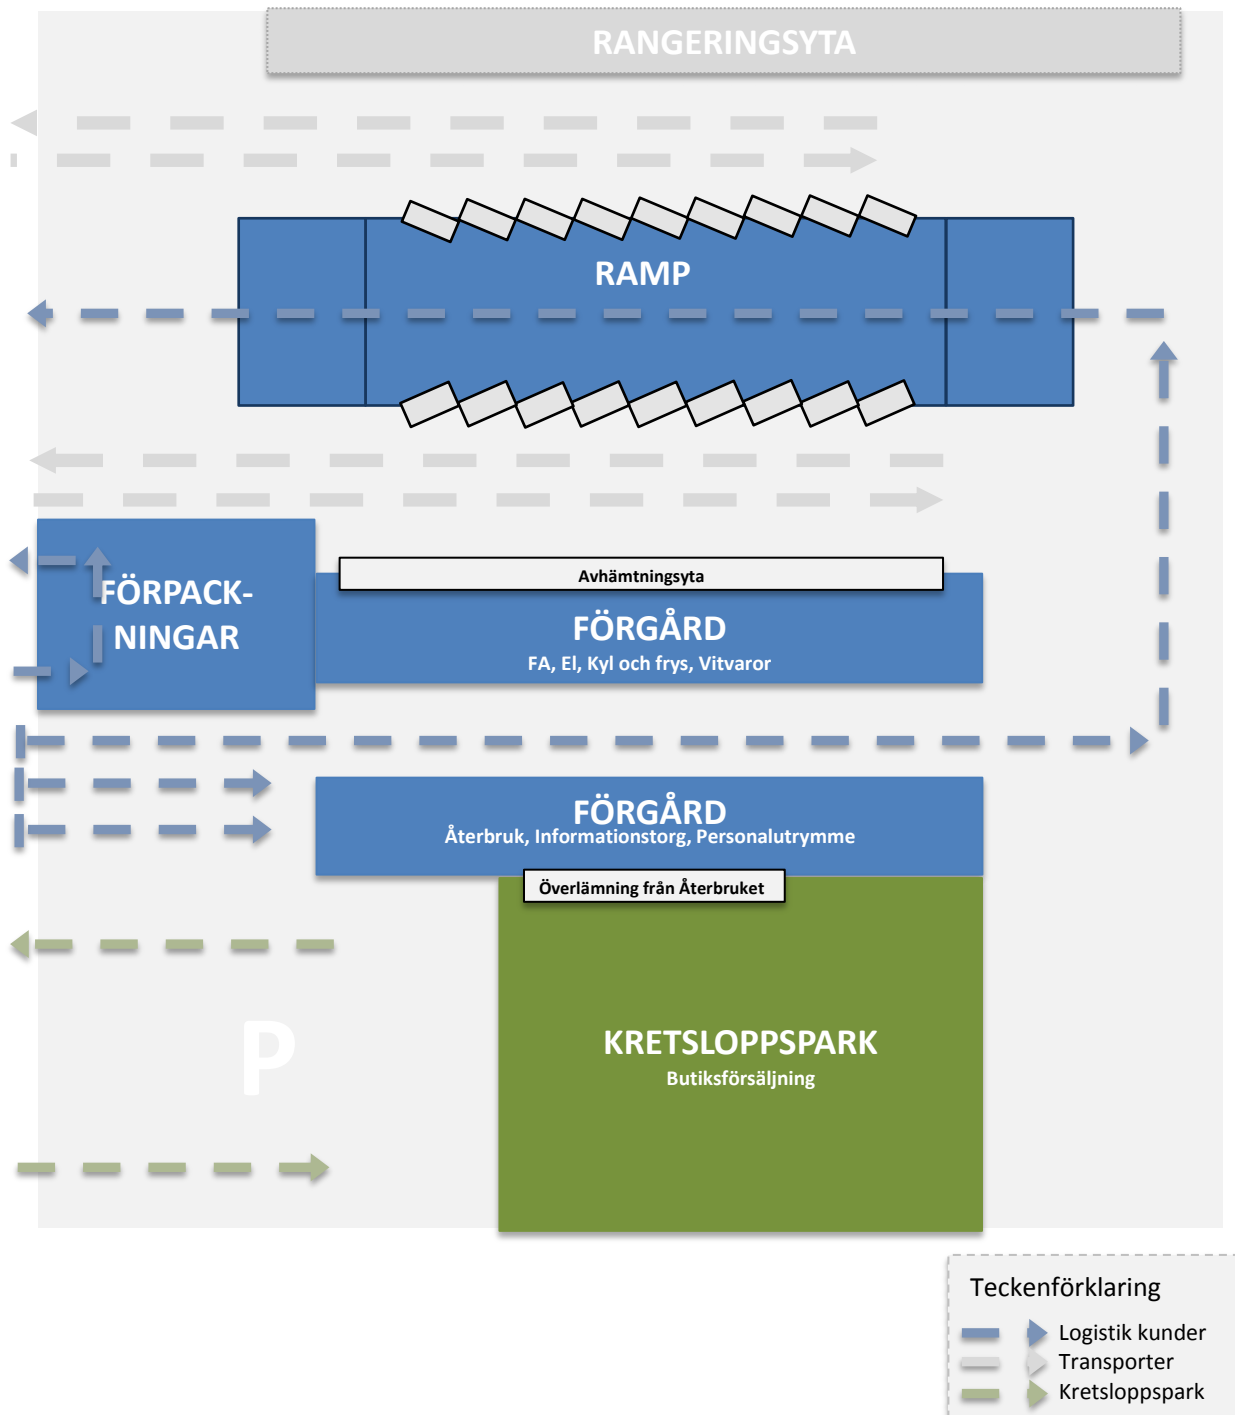 RANGERINGSYTA
RAMP
Avhämtningsyta
FÖRPACK-
NINGAR
FÖRGÅRD
FA, El, Kyl och frys, Vitvaror
FÖRGÅRD
Återbruk, Informationstorg, Personalutrymme
Överlämning från Återbruket
P
KRETSLOPPSPARK
Butiksförsäljning
Teckenförklaring
Logistik kunder
Transporter
Kretsloppspark